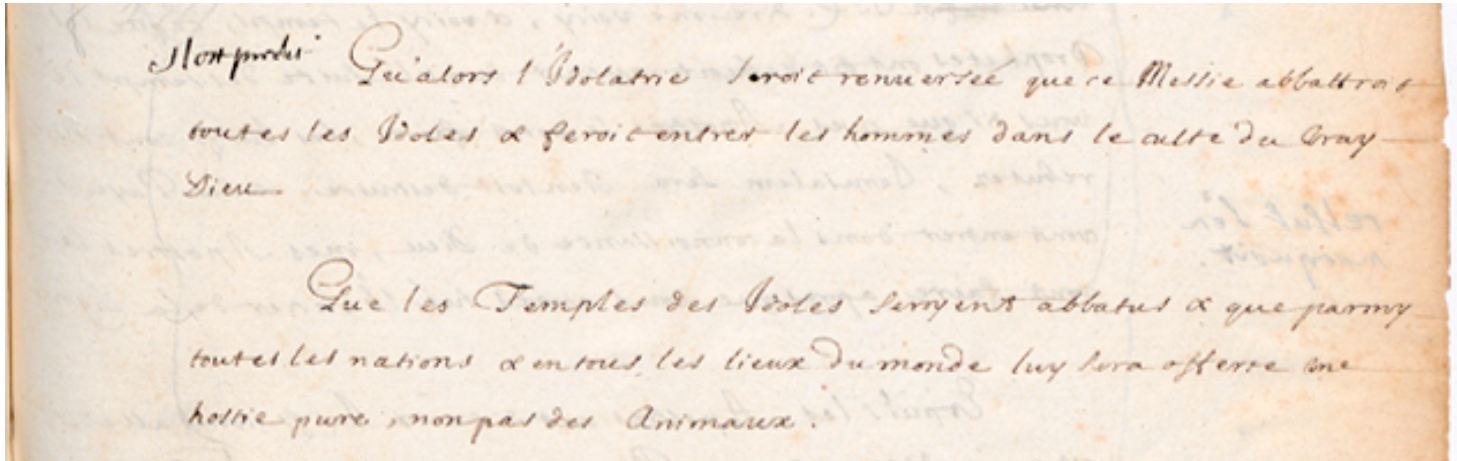 predit
Qu'alors l'Idolatrie seroit renuersée que ce Messie abbattroit
toutes les Idoles & feroit entrer les hommes dans le culte du vray
Dieu
Que les Temples des Idoles seroyent abbatus & que parmy
toutes les nations & en tous les lieux du monde luy sera offerte vne
hostie pure, non pas des Animaux.